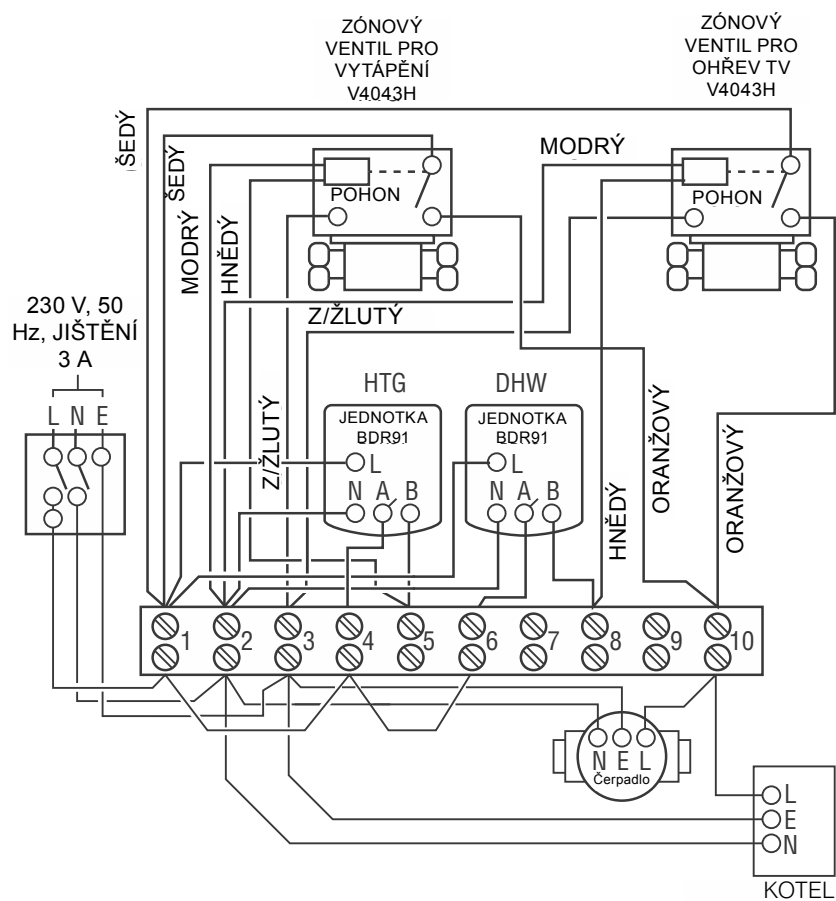 ZÓNOVÝ
VENTIL PRO
VYTÁPĚNÍ
V4043H
ZÓNOVÝ
VENTIL PRO
OHŘEV TV
V4043H
ŠEDÝ
ŠEDÝ
MODRÝ
HNĚDÝ
MODRÝ
POHON
POHON
230 V, 50
Hz, JIŠTĚNÍ
3 A
L N E
Z/ŽLUTÝ
Z/ŽLUTÝ
HTG
JEDNOTKA
BDR91
L
N A B
DHW
JEDNOTKA
BDR91
L
N A B
HNĚDÝ
ORANŽOVÝ
ORANŽOVÝ
1 2 3 4 5 6 7 8 9 10
N E L
Čerpadlo
L
E
N
KOTEL